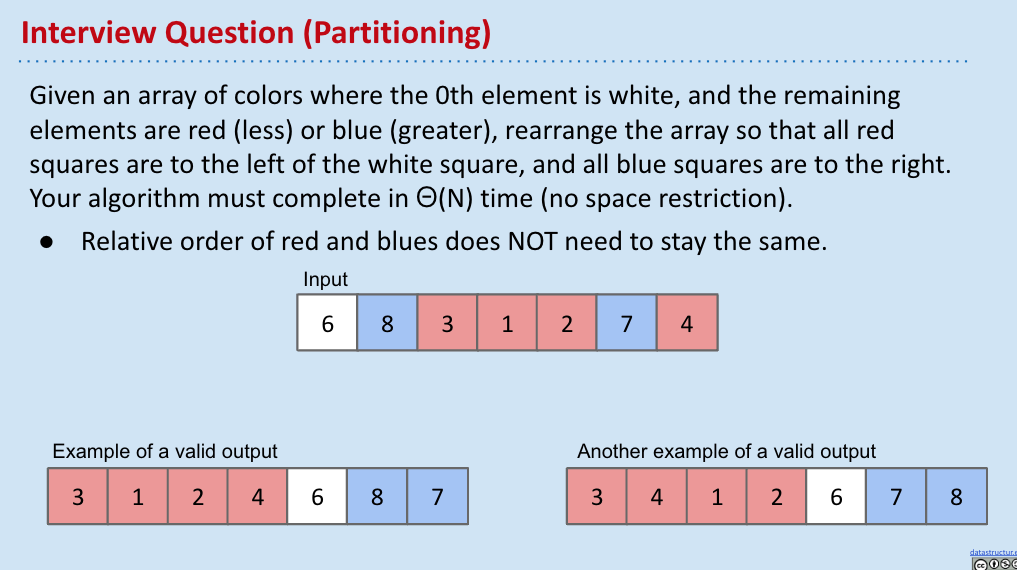 Interview Question (Partitioning)
Given an array of colors where the 0th element is white, and the remaining
elements are red (less) or blue (greater), rearrange the array so that all red
squares are to the left of the white square, and all blue squares are to the right.
Your algorithm must complete in Θ(N) time (no space restriction).
● Relative order of red and blues does NOT need to stay the same.
Input
6 8 3 1 2 7 4
Example of a valid output
3 1 2 4 6 8 7
Another example of a valid output
3 4 1 2 6 7 8